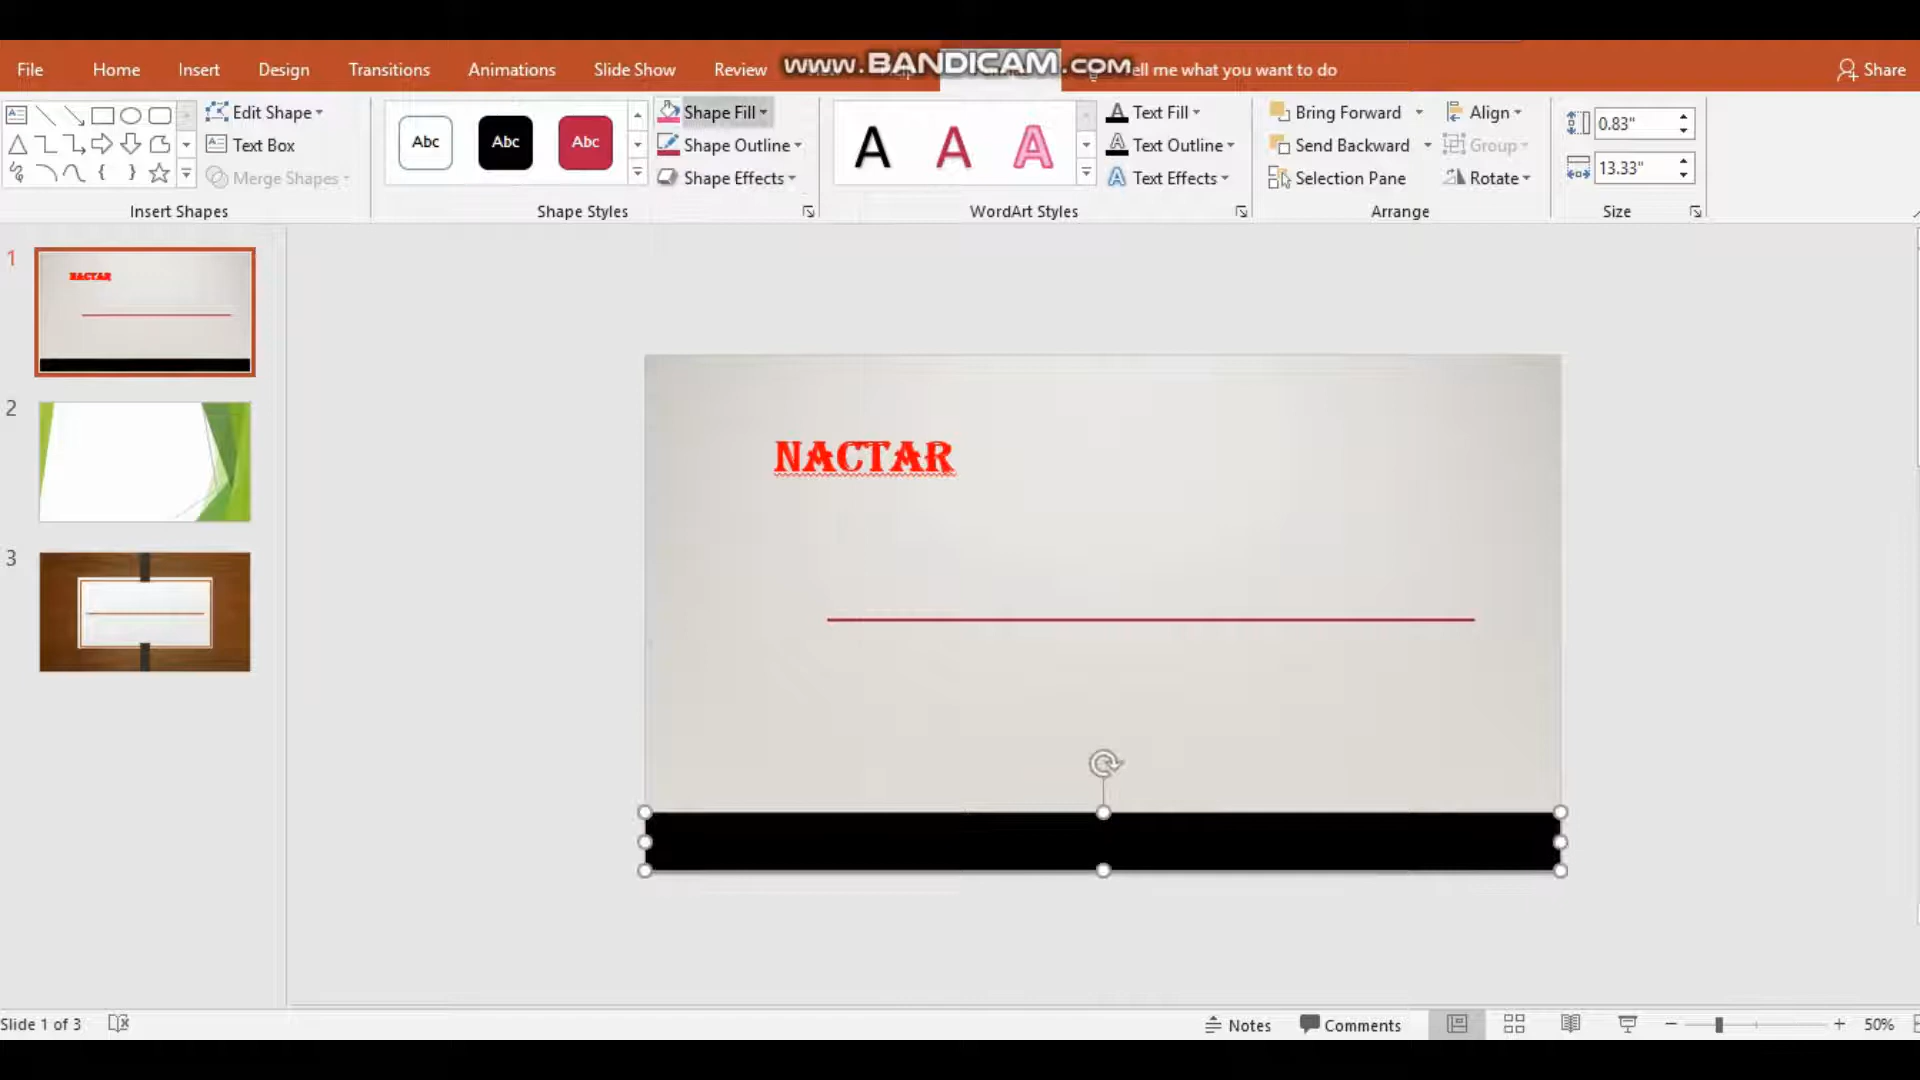 www.BANDICAM.com
File Home Insert Design Transitions Animations Slide Show Review Tell me what you want to do Share
Edit Shape
Text Box
Merge Shapes
Insert Shapes
Abc Abc Abc
Shape Fill
Shape Outline
Shape Effects
Shape Styles
A A A
WordArt Styles
Text Fill
Text Outline
Text Effects
Bring Forward
Send Backward
Selection Pane
Align
Group
Rotate
Arrange
0.83"
13.33"
Size
1
NACTAR
2
3
NACTAR
Slide 1 of 3
Notes Comments 50%